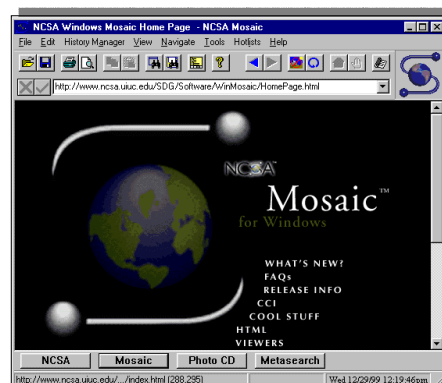 NCSA Windows Mosaic Home Page - NCSA Mosaic
File Edit History Manager View Navigate Tools Hotlists Help
http://www.ncsa.uiuc.edu/SDG/Software/WinMosaic/HomePage.html
NCSA
Mosaic™
for Windows
WHAT'S NEW?
FAQs
RELEASE INFO
CCI
COOL STUFF
HTML
VIEWERS
NCSA Mosaic Photo CD Metasearch
http://www.ncsa.uiuc.edu/.../index.html [288,295] Wed 12/29/99 12:19:46pm